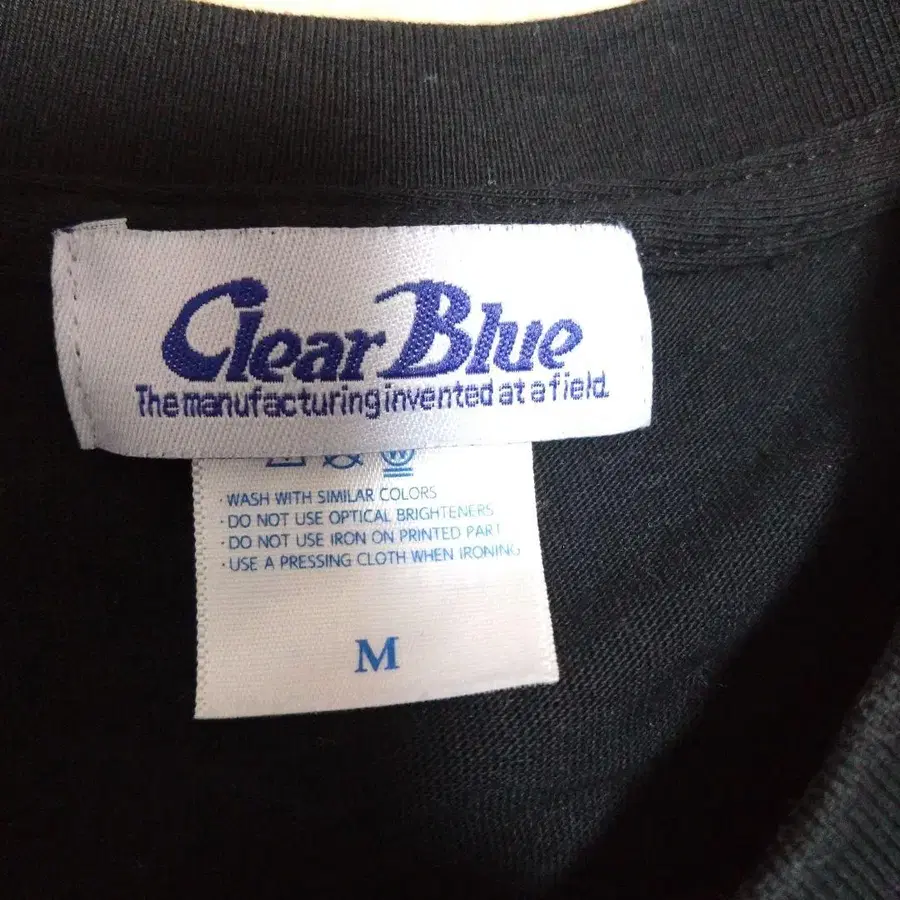 Clear Blue
The manufacturing invented at a field.
· WASH WITH SIMILAR COLORS
· DO NOT USE OPTICAL BRIGHTENERS
· DO NOT USE IRON ON PRINTED PART
· USE A PRESSING CLOTH WHEN IRONING
M